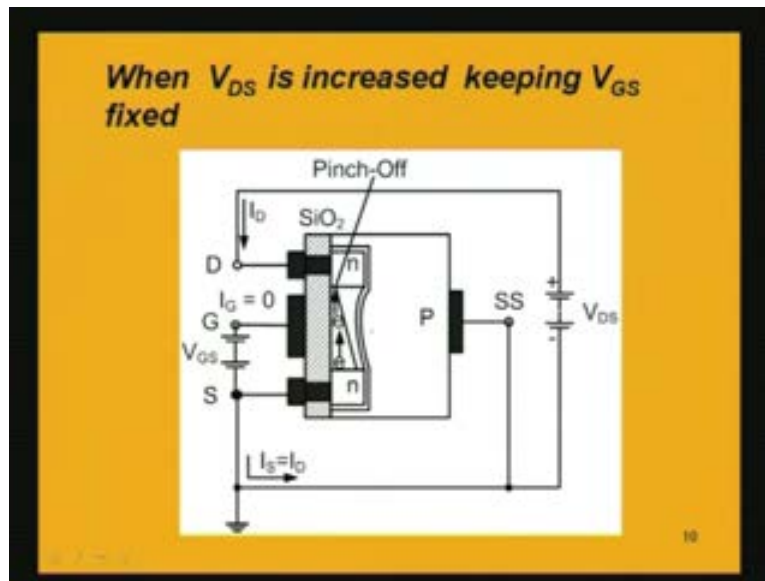 When V_DS is increased keeping V_GS
fixed
Pinch-Off
I_D
SiO₂
D
n
I_G = 0
G
P
SS
+
V_DS
-
V_GS
e
S
n
I_S=I_D
10